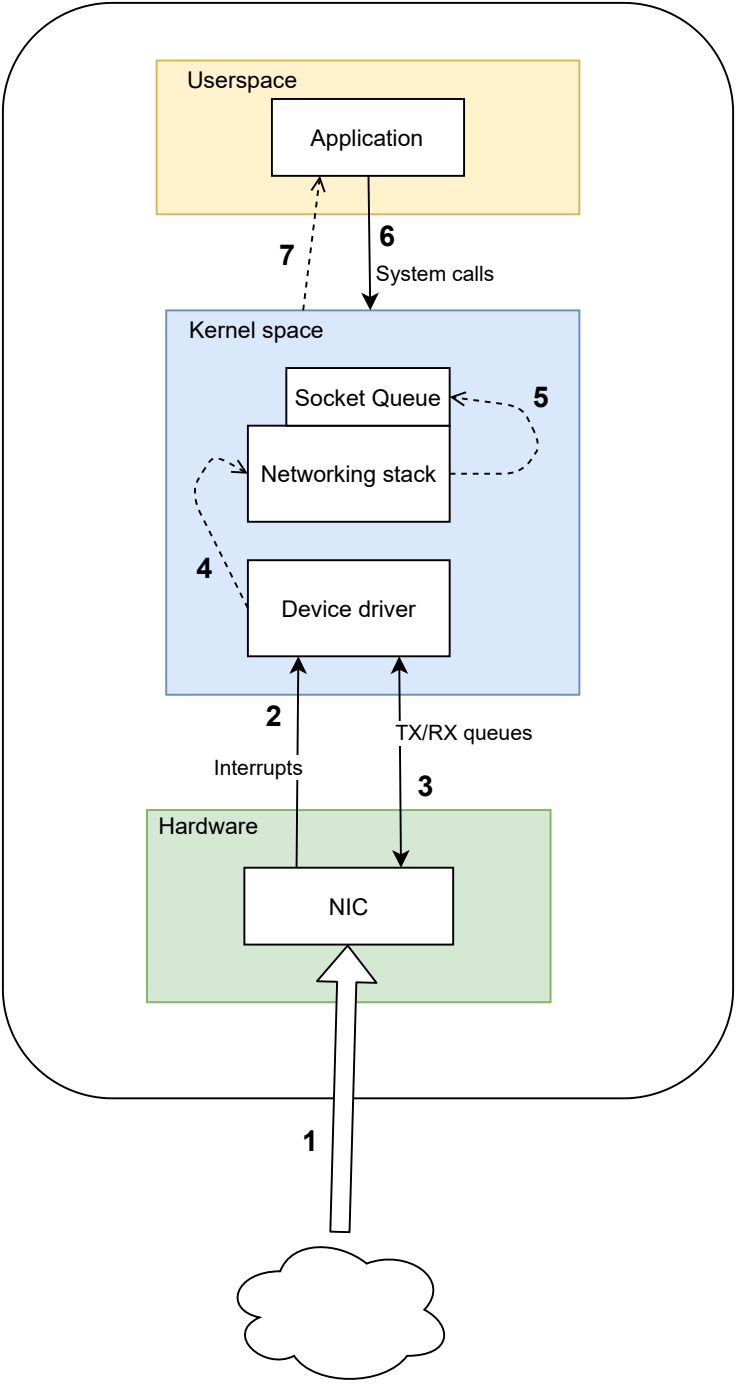 Userspace
Application
6
7
System calls
Kernel space
Socket Queue
5
Networking stack
4
Device driver
2
TX/RX queues
Interrupts
3
Hardware
NIC
1